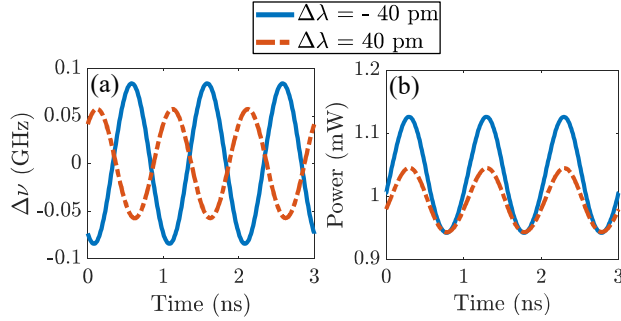 Δλ = - 40 pm
Δλ = 40 pm
(a)
0.1
0.05
0
-0.05
-0.1
Δν (GHz)
0 1 2 3
Time (ns)
(b)
1.2
1.1
1
0.9
Power (mW)
0 1 2 3
Time (ns)